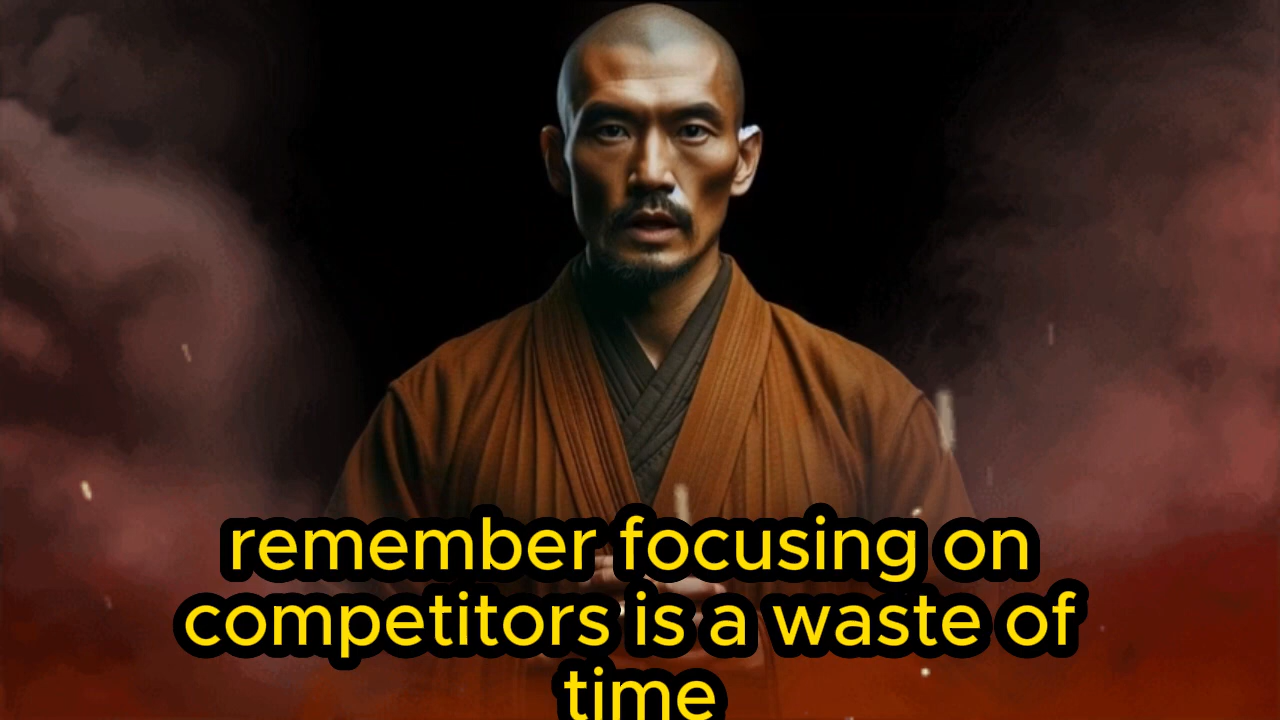 remember focusing on
competitors is a waste of
time